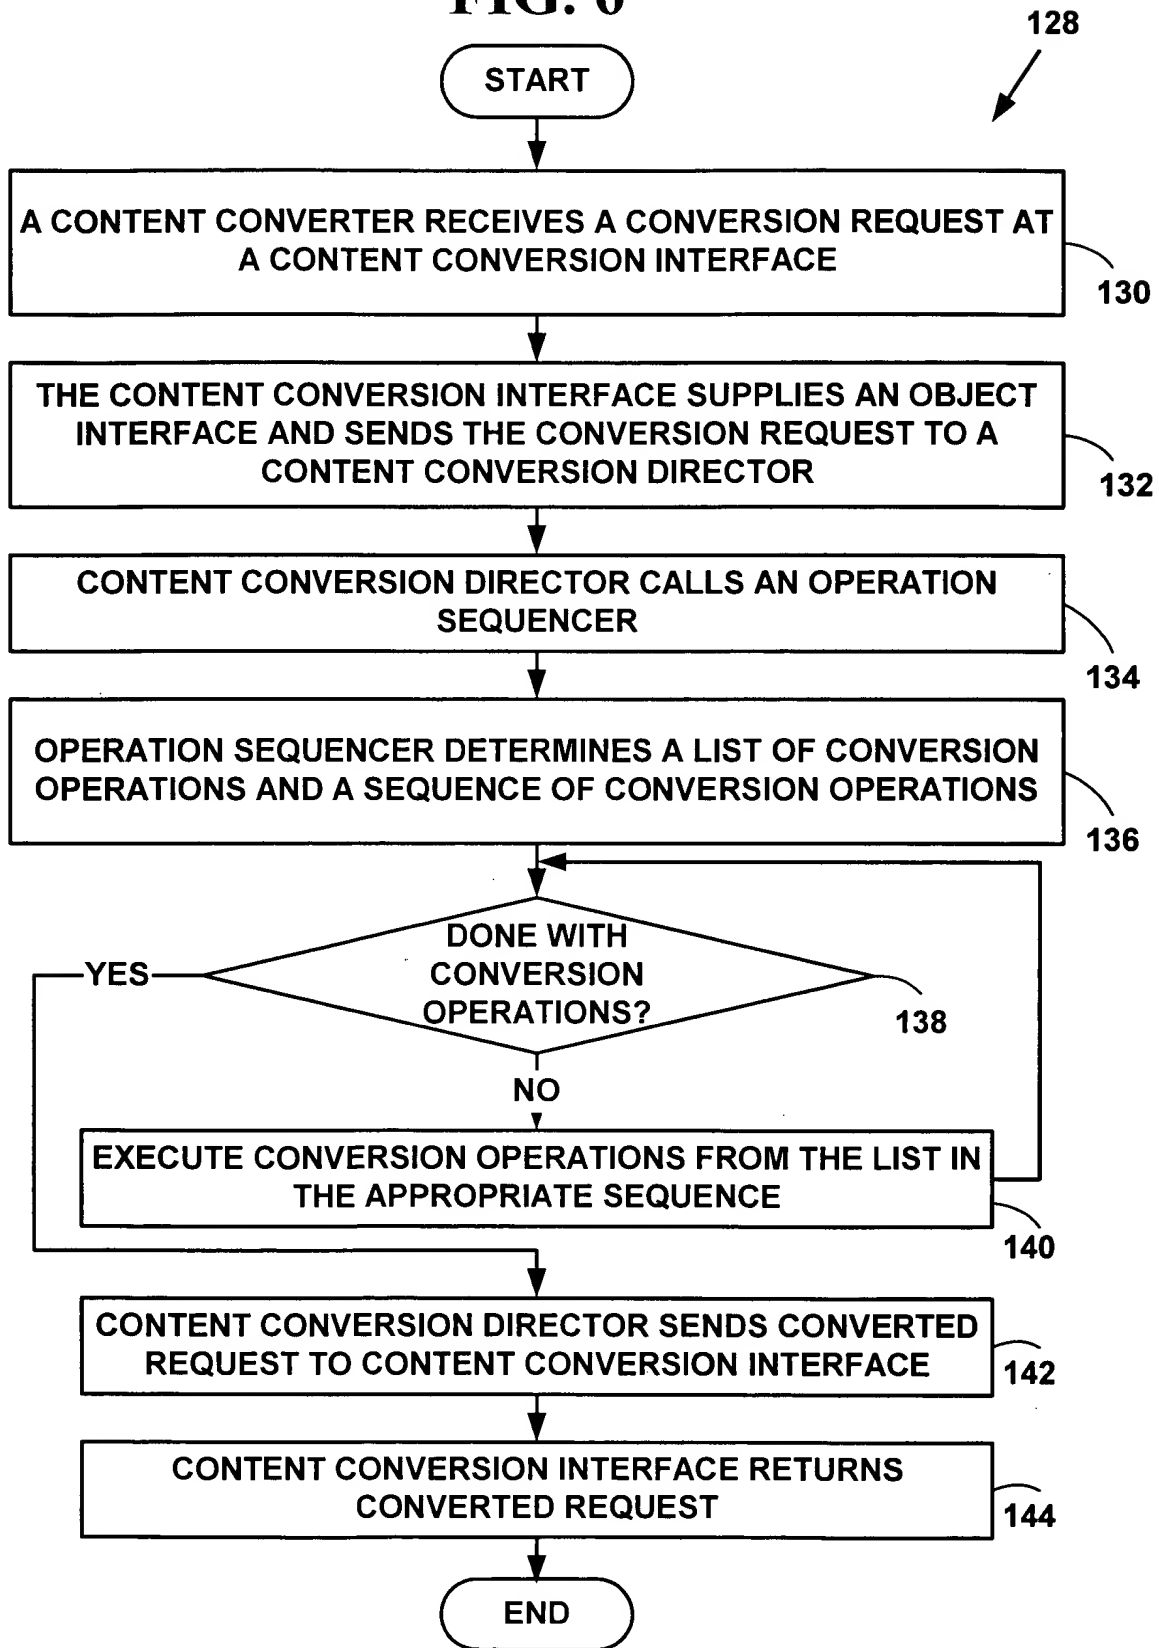 128
START
A CONTENT CONVERTER RECEIVES A CONVERSION REQUEST AT
A CONTENT CONVERSION INTERFACE
130
THE CONTENT CONVERSION INTERFACE SUPPLIES AN OBJECT
INTERFACE AND SENDS THE CONVERSION REQUEST TO A
CONTENT CONVERSION DIRECTOR
132
CONTENT CONVERSION DIRECTOR CALLS AN OPERATION
SEQUENCER
134
OPERATION SEQUENCER DETERMINES A LIST OF CONVERSION
OPERATIONS AND A SEQUENCE OF CONVERSION OPERATIONS
136
DONE WITH
CONVERSION
OPERATIONS?
YES
138
NO
EXECUTE CONVERSION OPERATIONS FROM THE LIST IN
THE APPROPRIATE SEQUENCE
140
CONTENT CONVERSION DIRECTOR SENDS CONVERTED
REQUEST TO CONTENT CONVERSION INTERFACE
142
CONTENT CONVERSION INTERFACE RETURNS
CONVERTED REQUEST
144
END